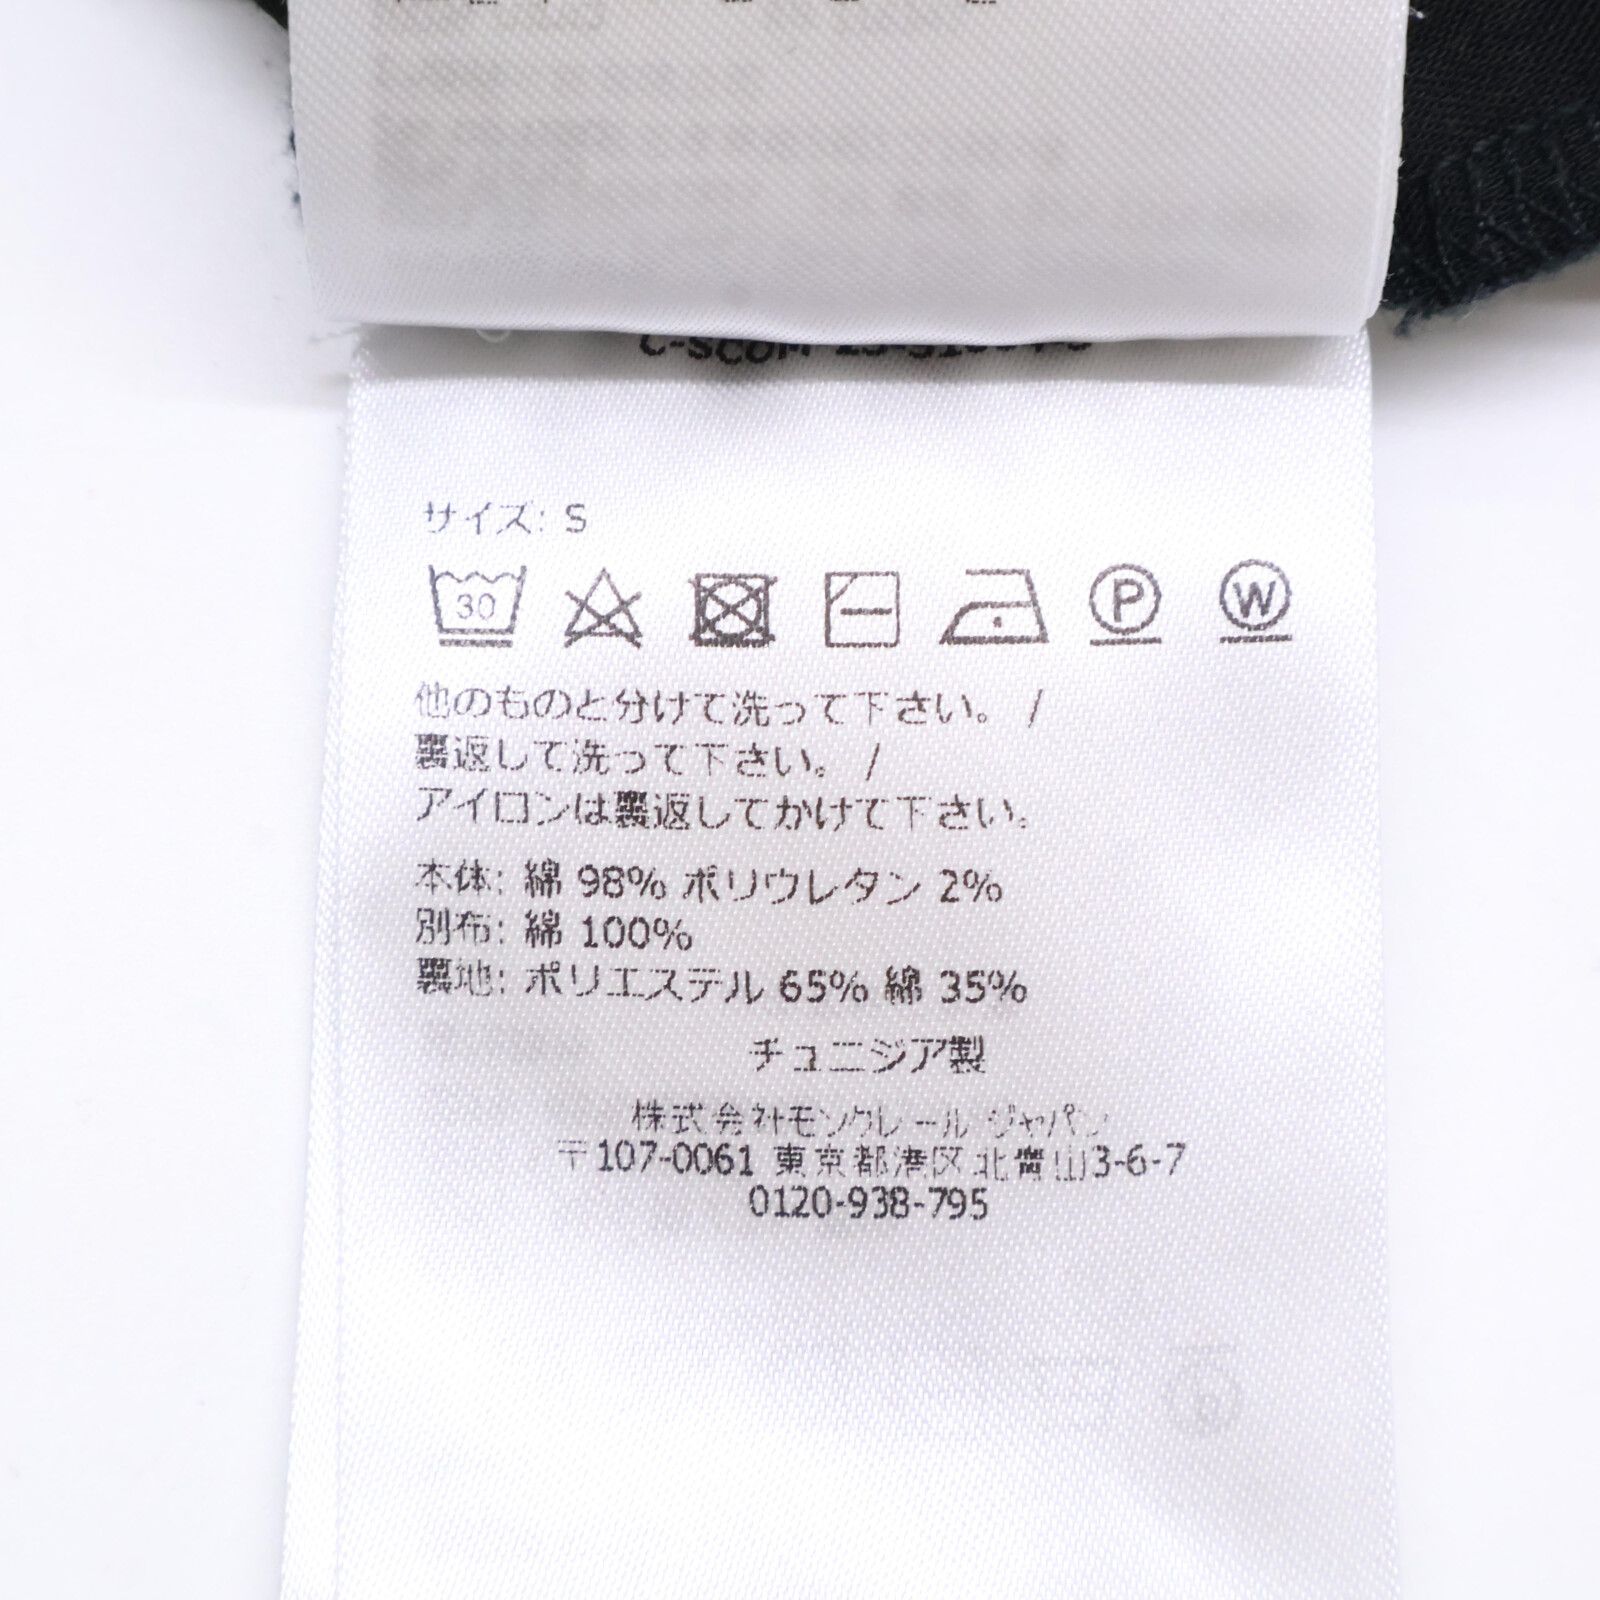 サイズ: S
30
P
W
他のものと分けて洗って下さい。 /
裏返して洗って下さい。 /
アイロンは裏返してかけて下さい。
本体: 綿 98% ポリウレタン 2%
別布: 綿 100%
裏地: ポリエステル 65% 綿 35%
チュニジア製
株式会社モンクレール ジャパン
〒107-0061 東京都港区北青山3-6-7
0120-938-795